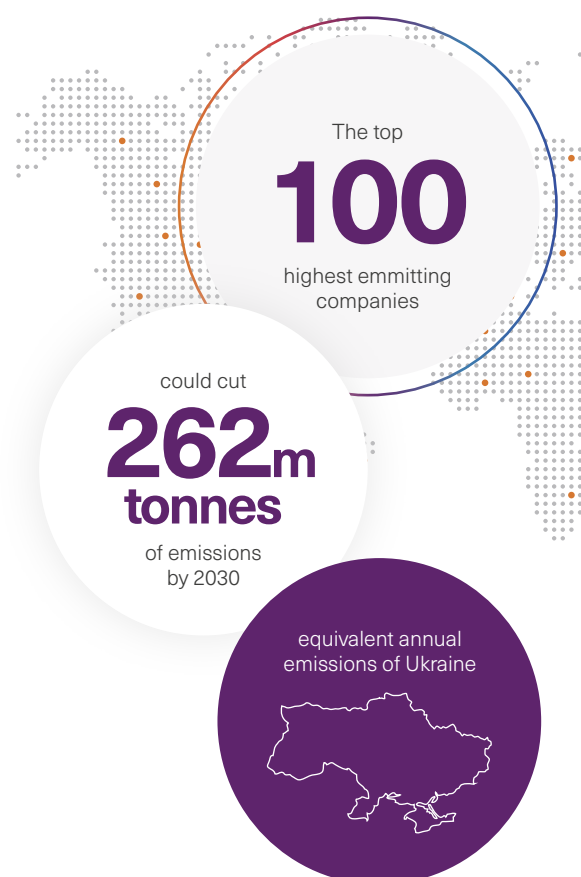 The top
100
highest emmitting
companies
could cut
262m
tonnes
of emissions
by 2030
equivalent annual
emissions of Ukraine